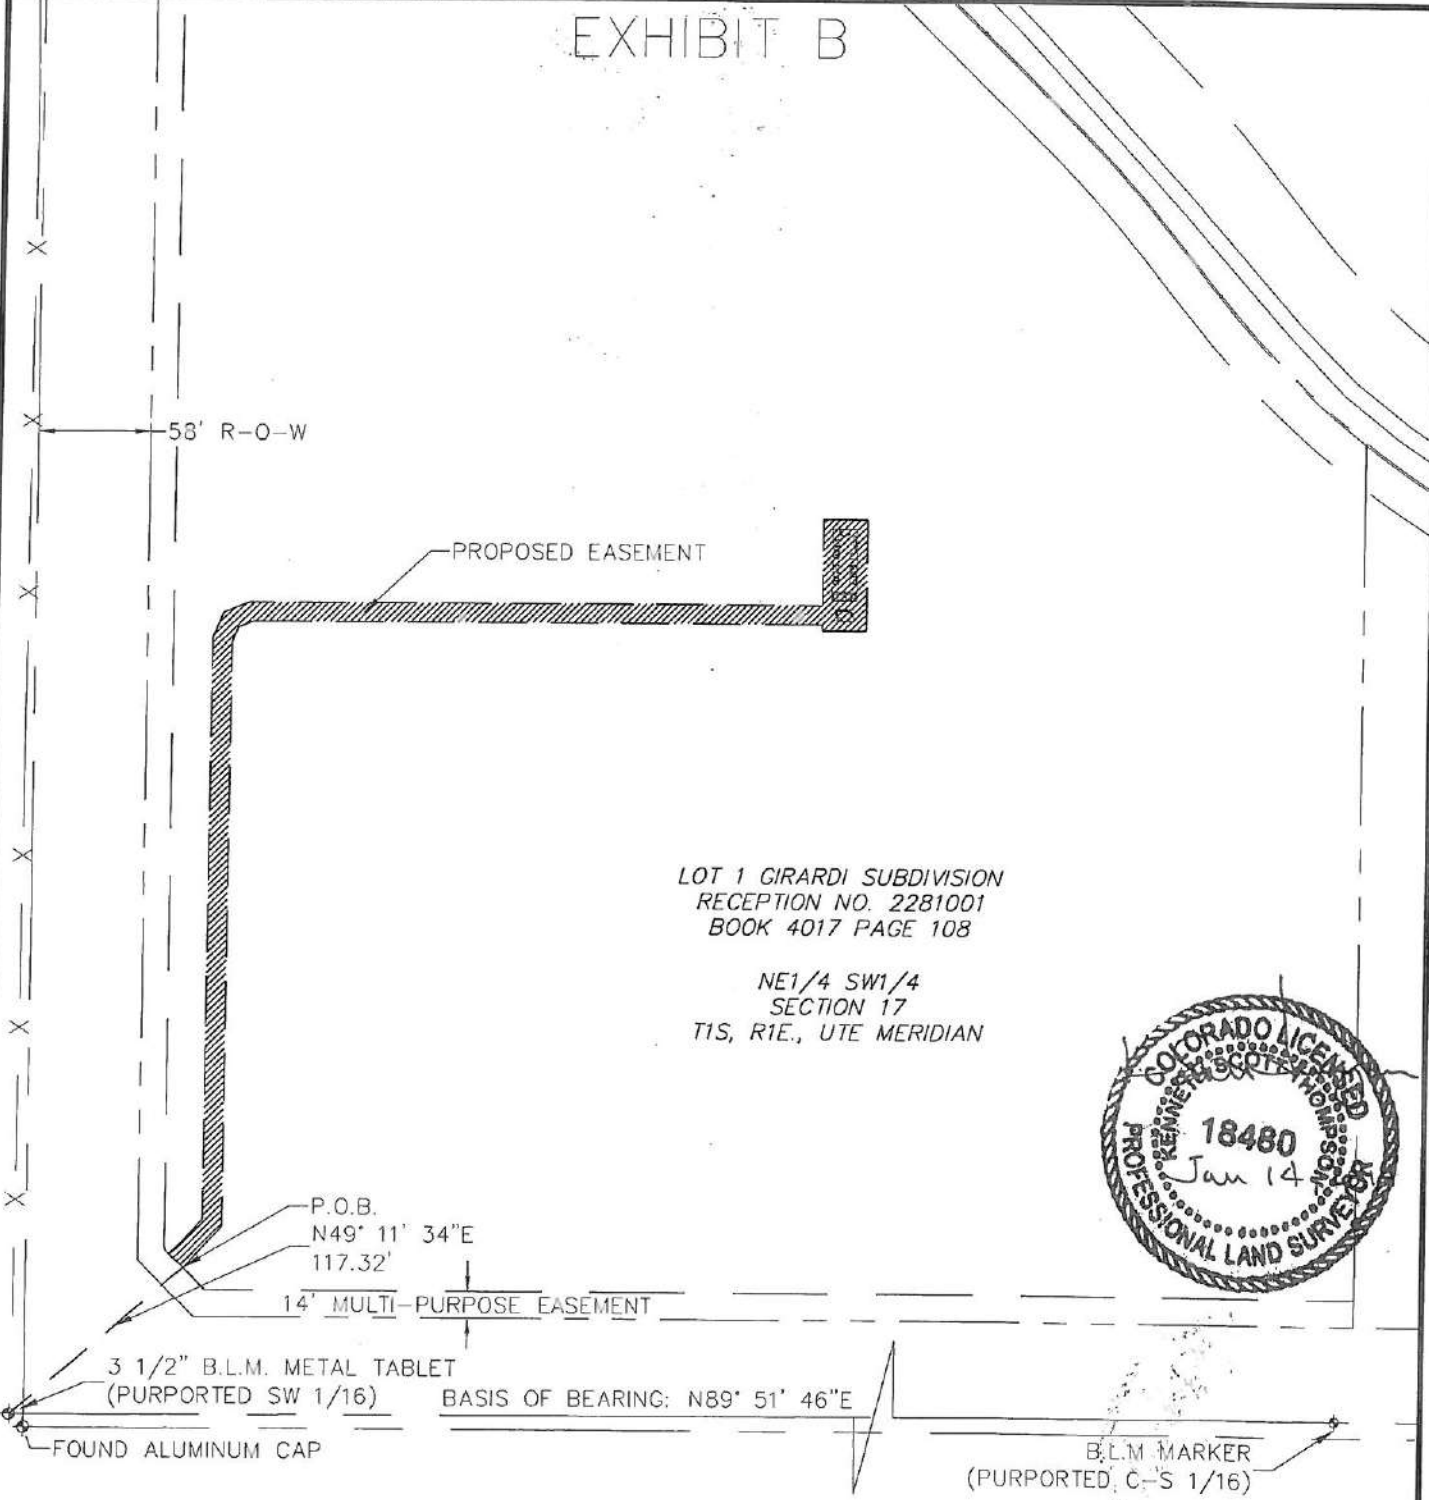 EXHIBIT B
58' R-O-W
PROPOSED EASEMENT
LOT 1 GIRARDI SUBDIVISION
RECEPTION NO. 2281001
BOOK 4017 PAGE 108
NE1/4 SW1/4
SECTION 17
T1S, R1E., UTE MERIDIAN
COLORADO LICENSED
KENNETH SCOTT THOMPSON
18480
Jan 14
PROFESSIONAL LAND SURVEYOR
P.O.B.
N49° 11' 34"E
117.32'
14' MULTI-PURPOSE EASEMENT
3 1/2" B.L.M. METAL TABLET
(PURPORTED SW 1/16)
BASIS OF BEARING: N89° 51' 46"E
FOUND ALUMINUM CAP
B.L.M MARKER
(PURPORTED C-S 1/16)